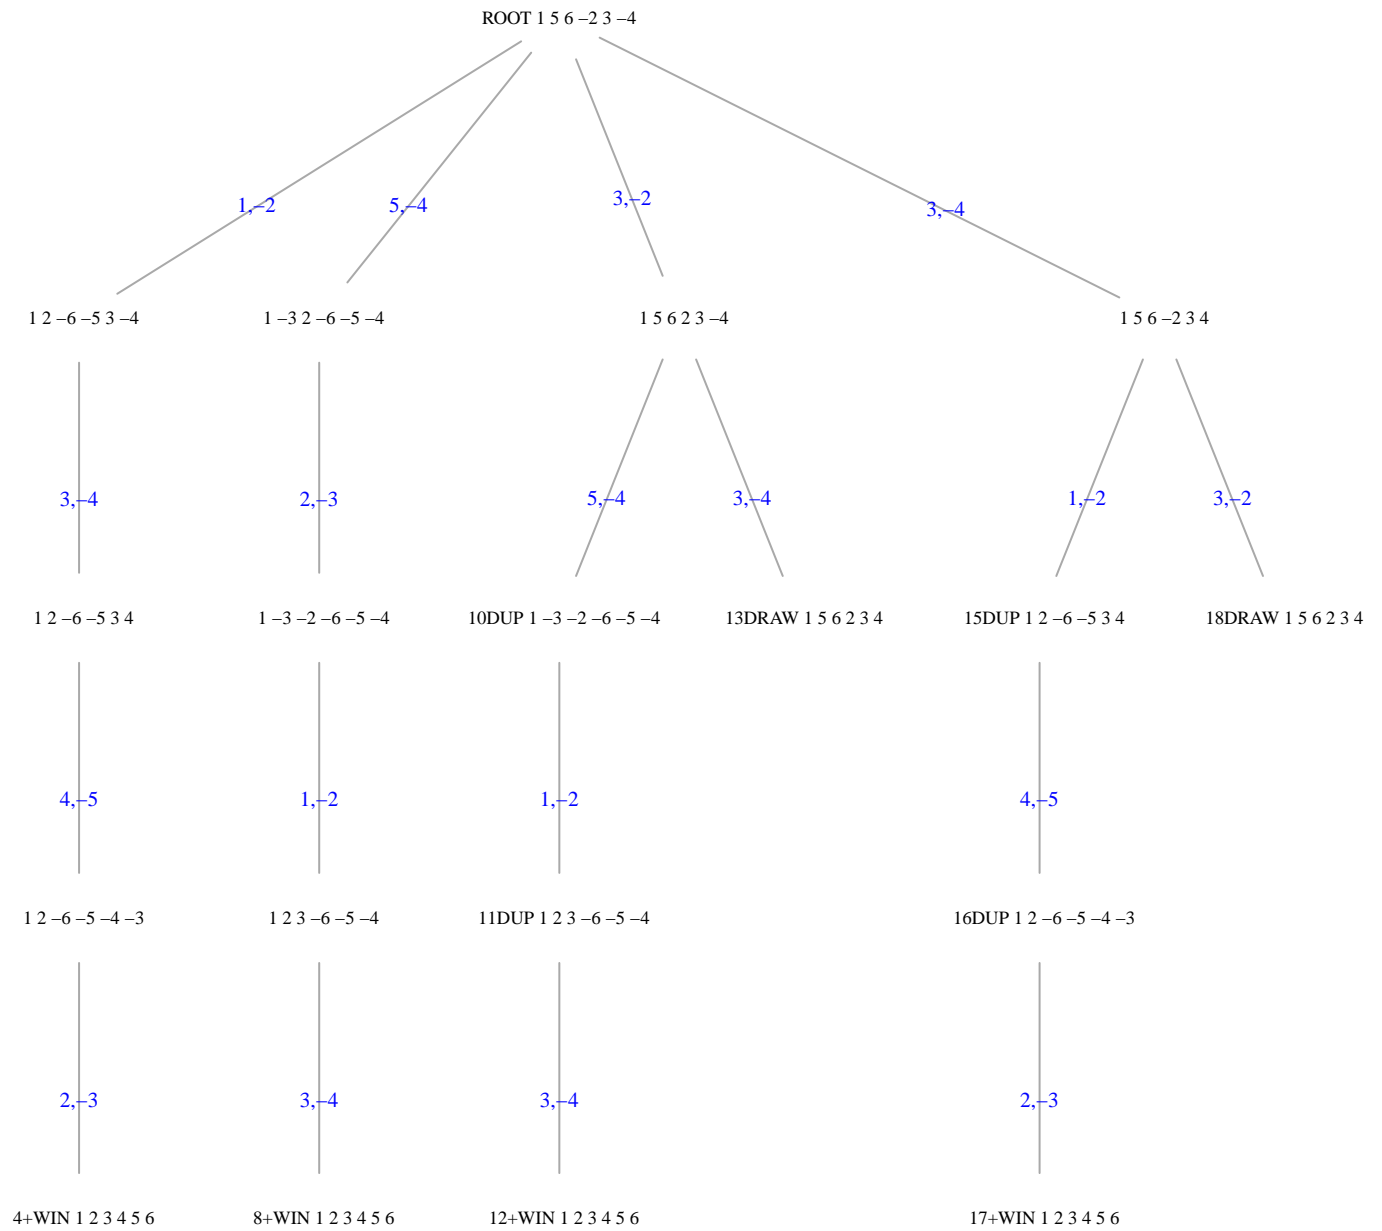 ROOT 1 5 6 –2 3 –4
1,–2
5,–4
3,–2
3,–4
1 2 –6 –5 3 –4
1 –3 2 –6 –5 –4
1 5 6 2 3 –4
1 5 6 –2 3 4
3,–4
2,–3
5,–4
3,–4
1,–2
3,–2
1 2 –6 –5 3 4
1 –3 –2 –6 –5 –4
10DUP 1 –3 –2 –6 –5 –4
13DRAW 1 5 6 2 3 4
15DUP 1 2 –6 –5 3 4
18DRAW 1 5 6 2 3 4
4,–5
1,–2
1,–2
4,–5
1 2 –6 –5 –4 –3
1 2 3 –6 –5 –4
11DUP 1 2 3 –6 –5 –4
16DUP 1 2 –6 –5 –4 –3
2,–3
3,–4
3,–4
2,–3
4+WIN 1 2 3 4 5 6
8+WIN 1 2 3 4 5 6
12+WIN 1 2 3 4 5 6
17+WIN 1 2 3 4 5 6